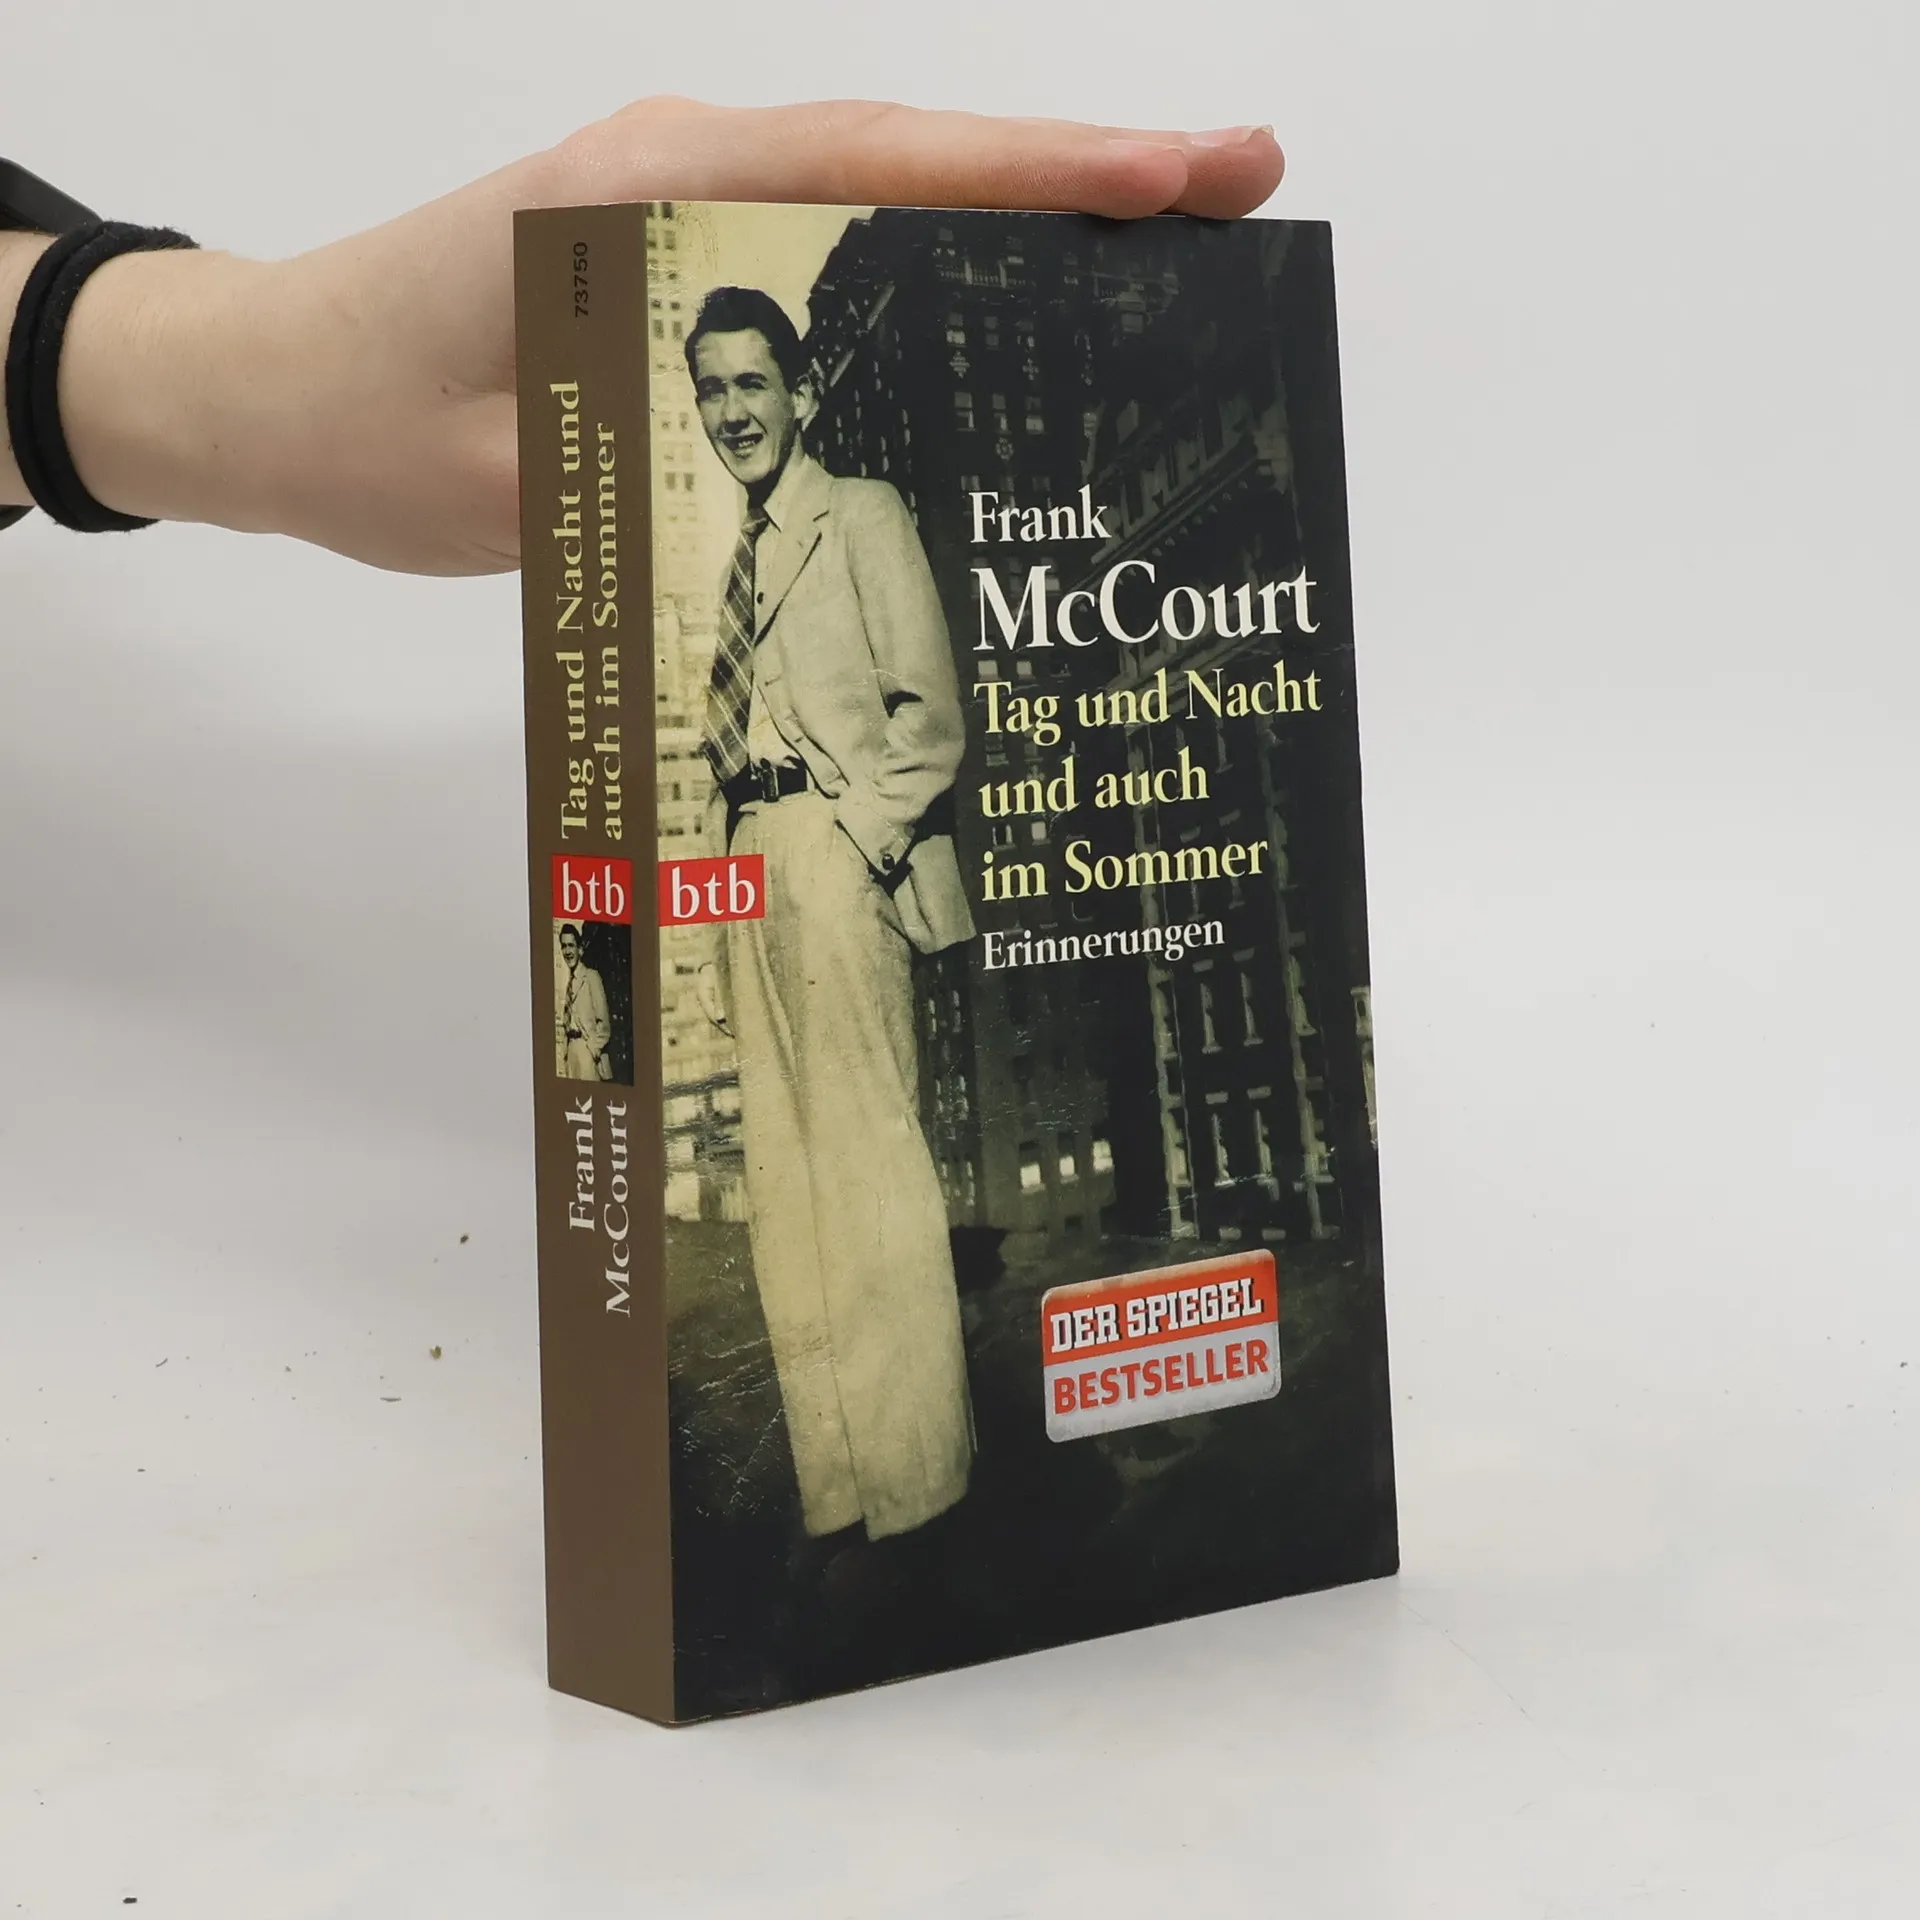 73750
Tag und Nacht und
auch im Sommer
btb
Frank
McCourt
Frank
McCourt
Tag und Nacht
und auch
im Sommer
Erinnerungen
btb
DER SPIEGEL
BESTSELLER